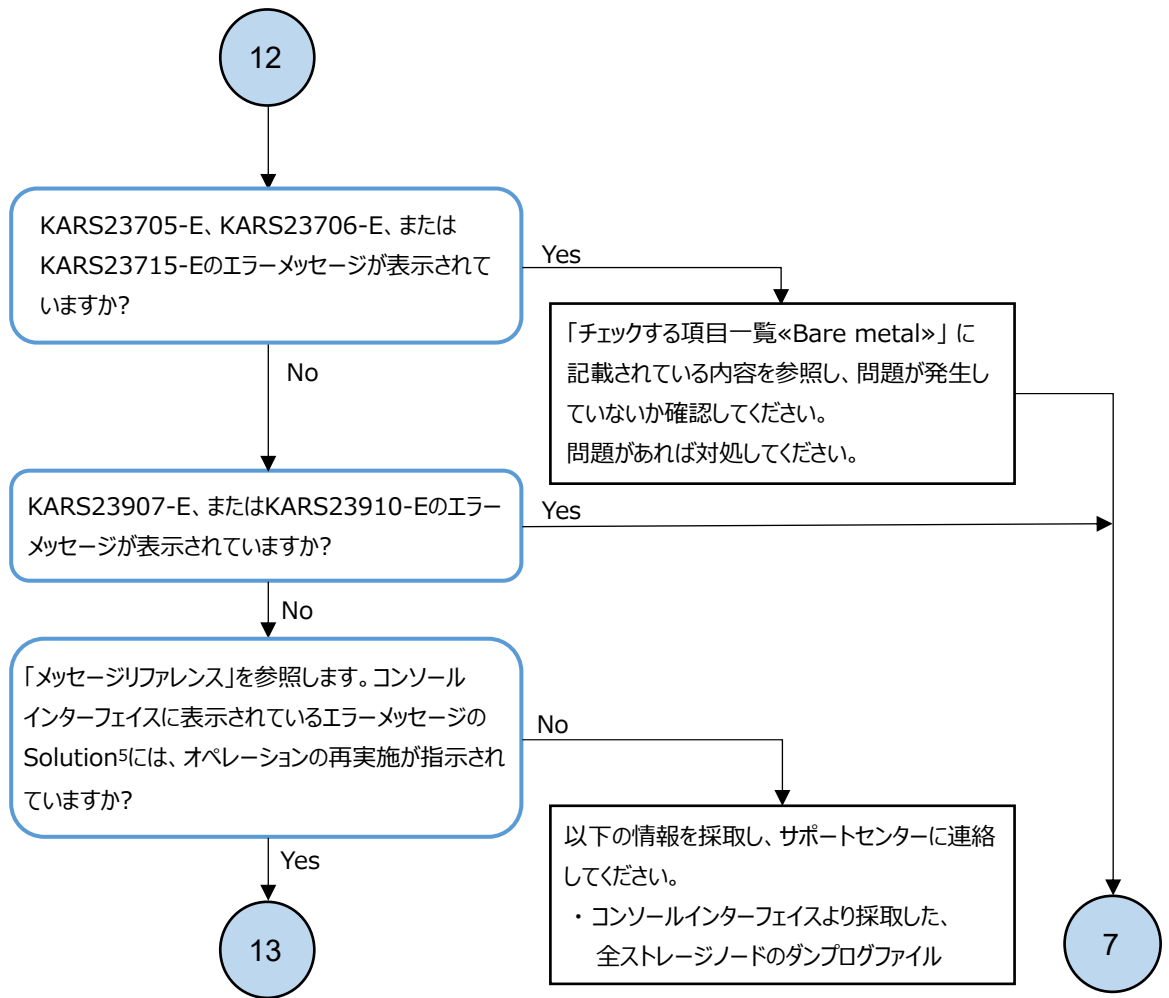 12
KARS23705-E、KARS23706-E、または
KARS23715-Eのエラーメッセージが表示されて
いますか?
Yes
「チェックする項目一覧«Bare metal»」に
記載されている内容を参照し、問題が発生し
ていないか確認してください。
問題があれば対処してください。
No
KARS23907-E、またはKARS23910-Eのエラー
メッセージが表示されていますか?
Yes
No
「メッセージリファレンス」を参照します。コンソール
インターフェイスに表示されているエラーメッセージの
Solution5には、オペレーションの再実施が指示され
ていますか?
No
以下の情報を採取し、サポートセンターに連絡
してください。
・コンソールインターフェイスより採取した、
全ストレージノードのダンプログファイル
Yes
13
7